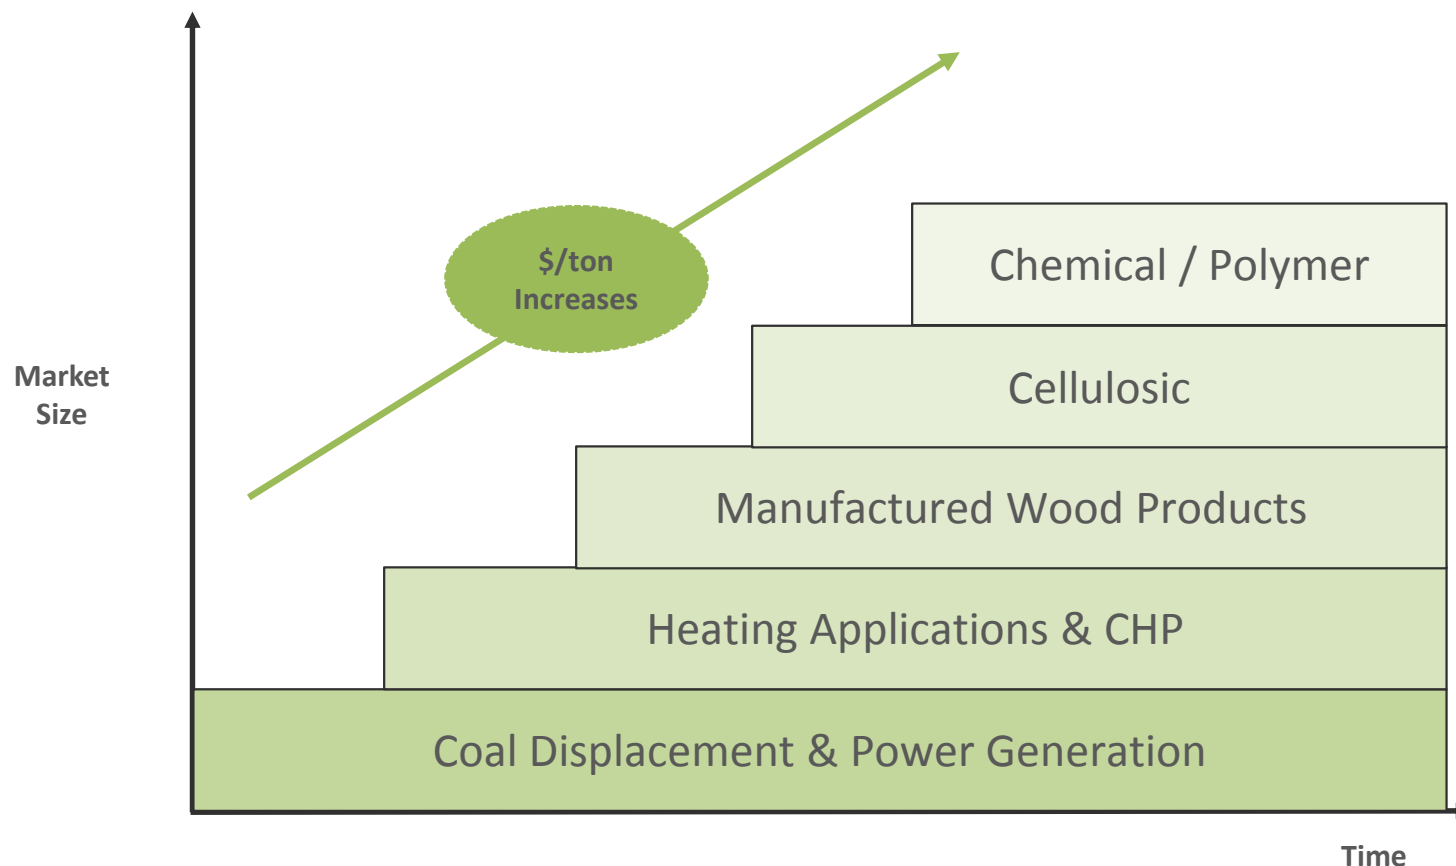 $/ton
Increases
Chemical / Polymer
Cellulosic
Market
Size
Manufactured Wood Products
Heating Applications & CHP
Coal Displacement & Power Generation
Time